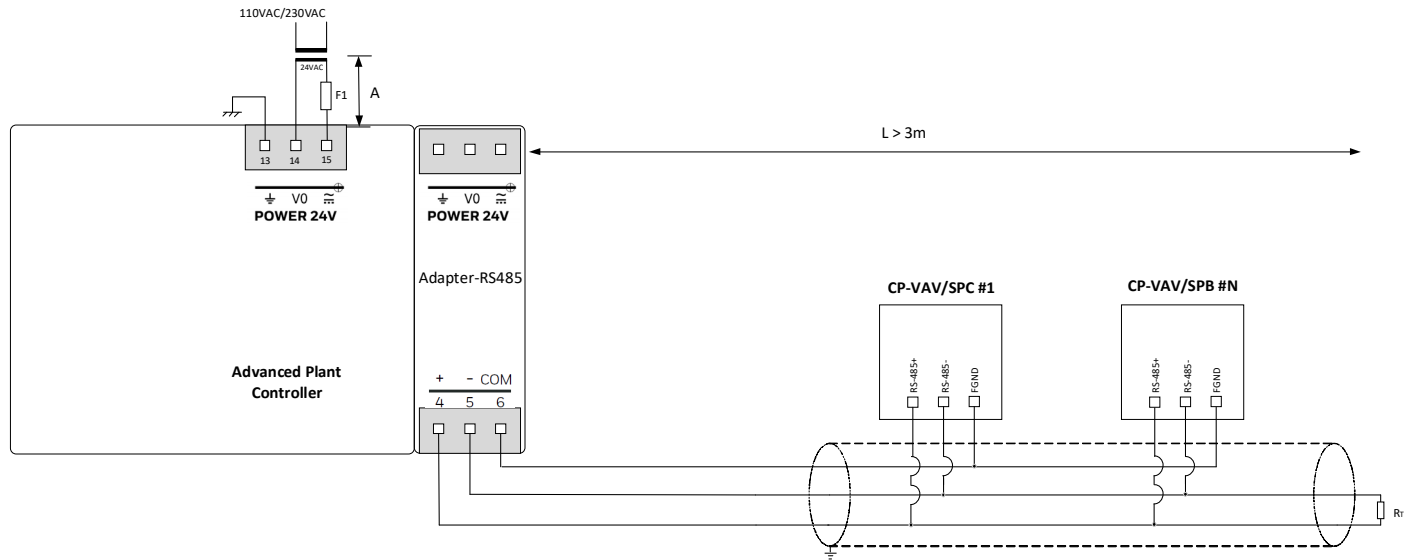 110VAC/230VAC
24VAC
F1
A
13 14 15
V0
POWER 24V
V0
POWER 24V
L > 3m
Adapter-RS485
Advanced Plant
Controller
+ - COM
4 5 6
CP-VAV/SPC #1
RS-485+
RS-485-
FGND
CP-VAV/SPB #N
RS-485+
RS-485-
FGND
RT